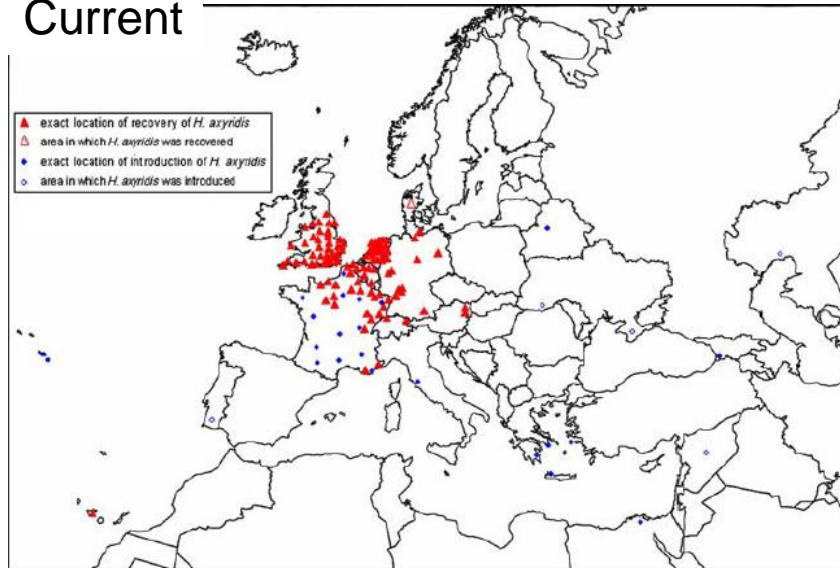 Current
exact location of recovery of H. axyridis
area in which H. axyridis was recovered
exact location of introduction of H. axyridis
area in which H. axyridis was introduced